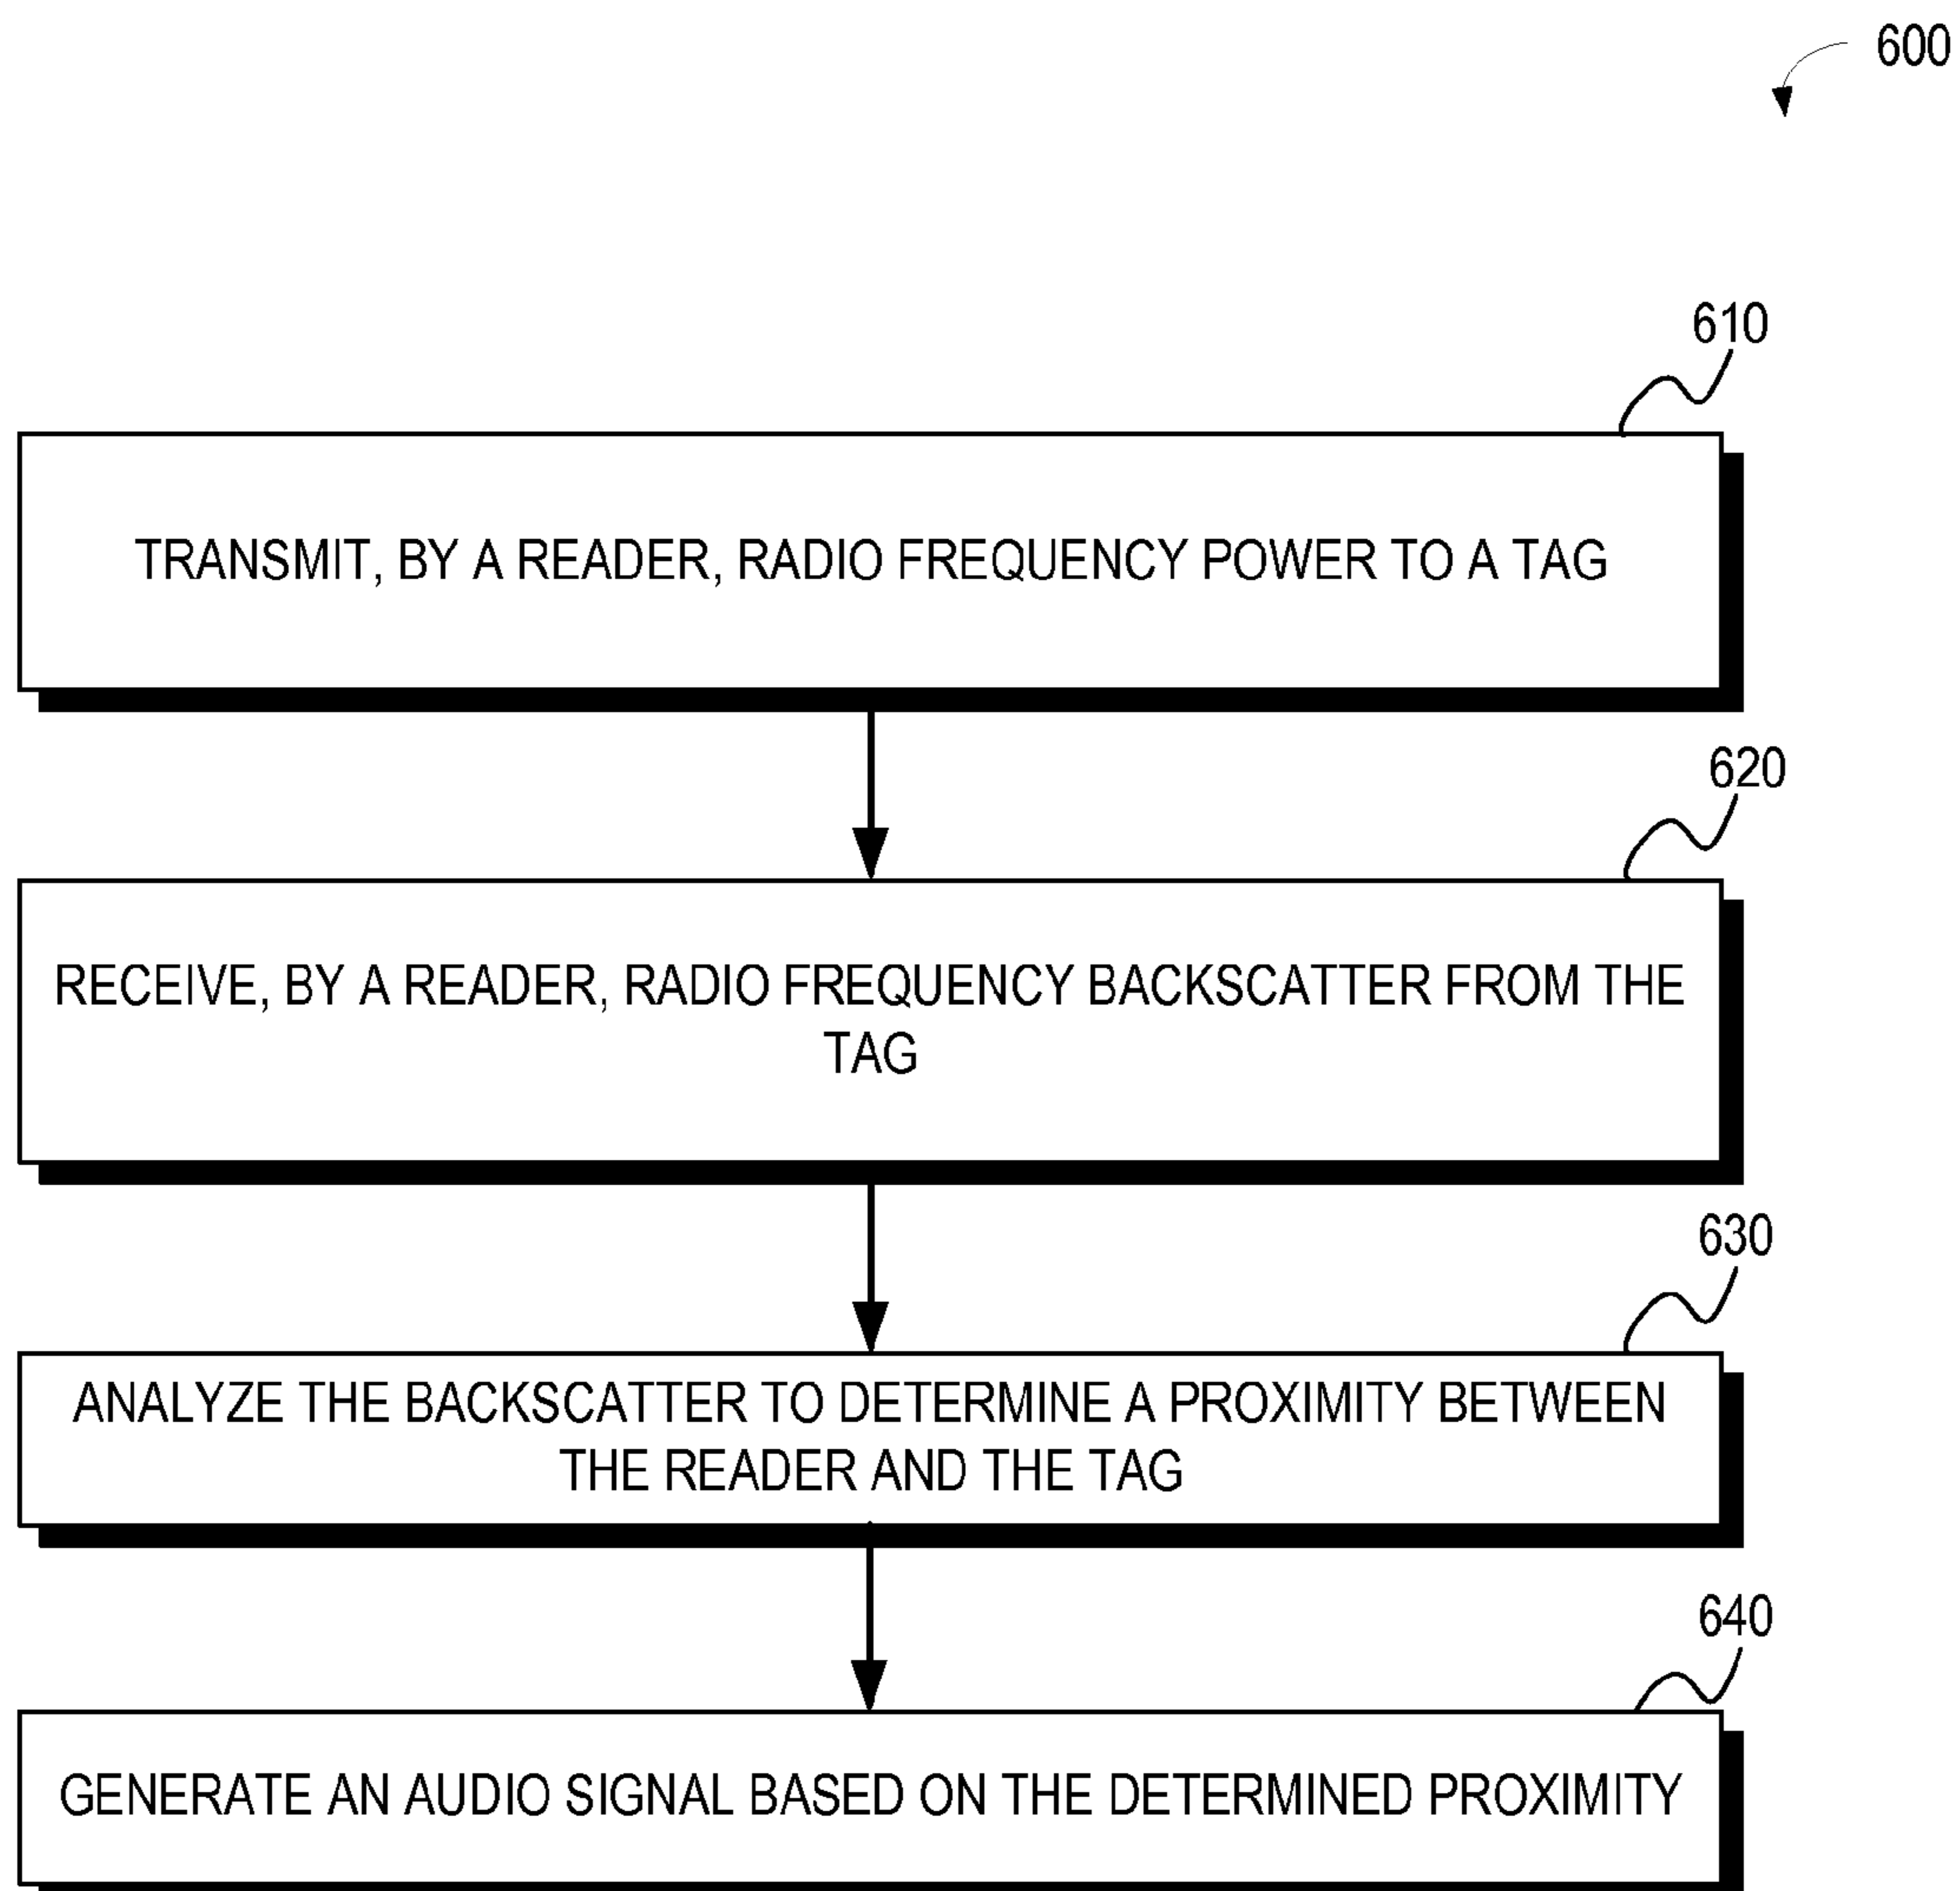 600
610
TRANSMIT, BY A READER, RADIO FREQUENCY POWER TO A TAG
620
RECEIVE, BY A READER, RADIO FREQUENCY BACKSCATTER FROM THE
TAG
630
ANALYZE THE BACKSCATTER TO DETERMINE A PROXIMITY BETWEEN
THE READER AND THE TAG
640
GENERATE AN AUDIO SIGNAL BASED ON THE DETERMINED PROXIMITY